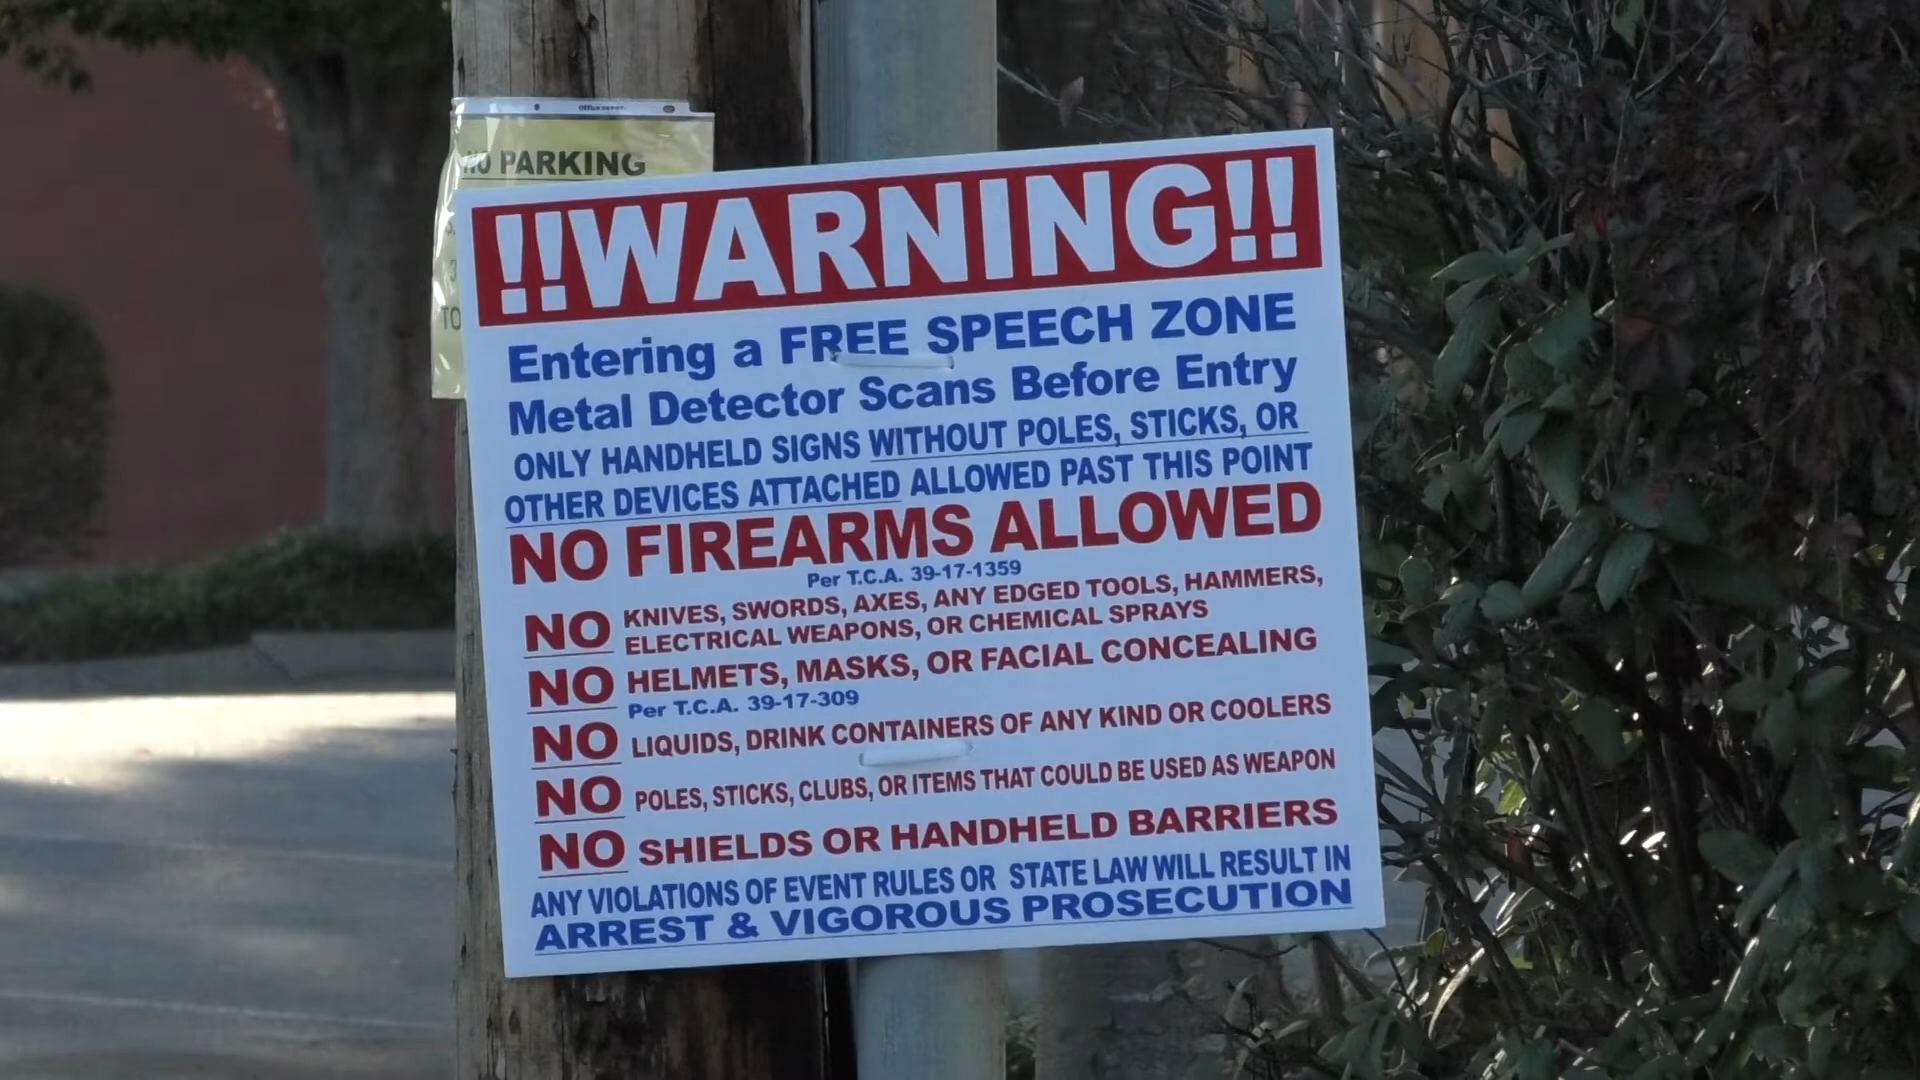 Office DEPOT
NO PARKING
TO
!!WARNING!!
Entering a FREE SPEECH ZONE
Metal Detector Scans Before Entry
ONLY HANDHELD SIGNS WITHOUT POLES, STICKS, OR
OTHER DEVICES ATTACHED ALLOWED PAST THIS POINT
NO FIREARMS ALLOWED
Per T.C.A. 39-17-1359
NO KNIVES, SWORDS, AXES, ANY EDGED TOOLS, HAMMERS,
ELECTRICAL WEAPONS, OR CHEMICAL SPRAYS
NO HELMETS, MASKS, OR FACIAL CONCEALING
Per T.C.A. 39-17-309
NO LIQUIDS, DRINK CONTAINERS OF ANY KIND OR COOLERS
NO POLES, STICKS, CLUBS, OR ITEMS THAT COULD BE USED AS WEAPON
NO SHIELDS OR HANDHELD BARRIERS
ANY VIOLATIONS OF EVENT RULES OR STATE LAW WILL RESULT IN
ARREST & VIGOROUS PROSECUTION